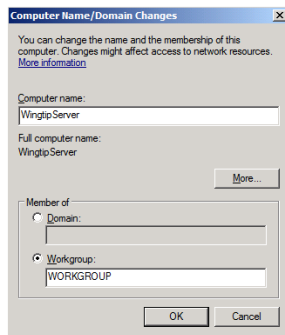 Computer Name/Domain Changes
You can change the name and the membership of this
computer. Changes might affect access to network resources.
More information
Computer name:
WingtipServer
Full computer name:
WingtipServer
More...
Member of
Domain:
Workgroup:
WORKGROUP
OK Cancel